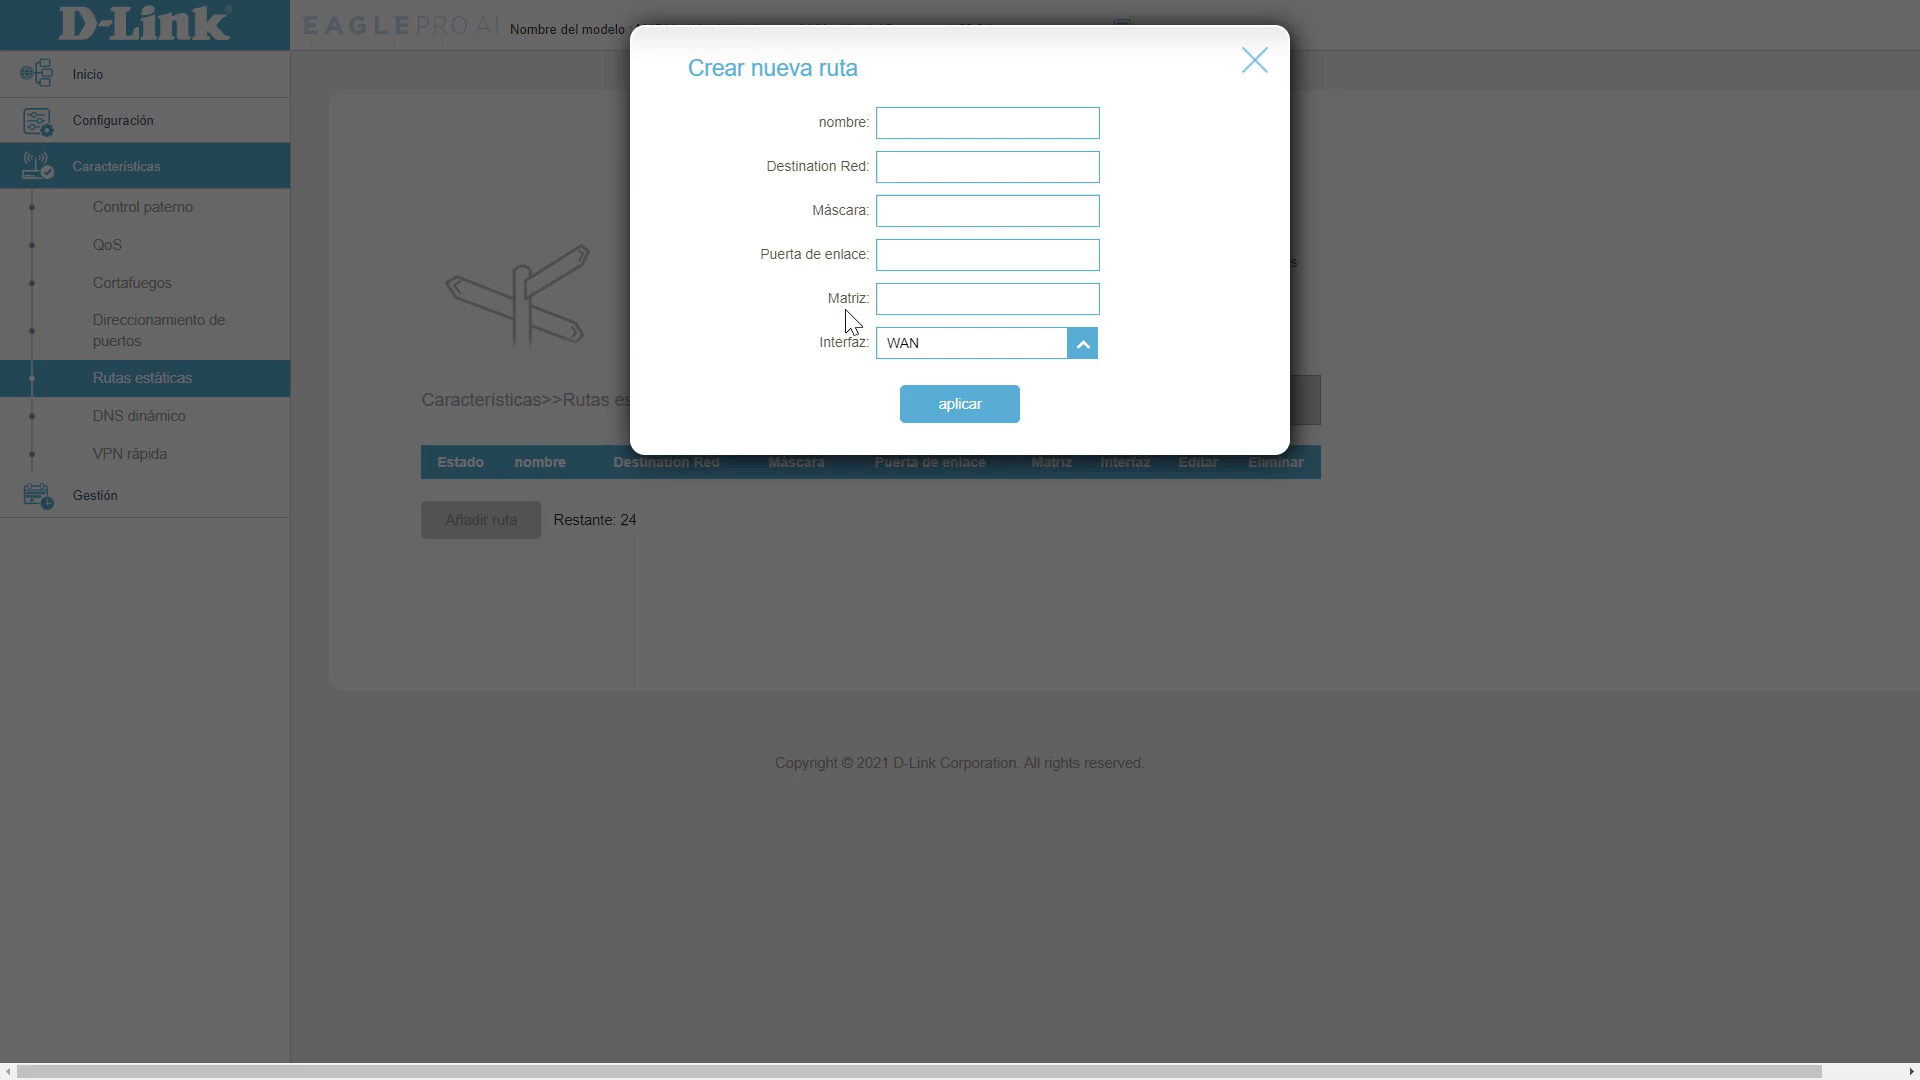 D-Link
EAGLE PRO AI
Nombre del modelo
Inicio
Configuración
Características
Control paterno
QoS
Cortafuegos
Direccionamiento de
puertos
Rutas estáticas
DNS dinámico
VPN rápida
Gestión
Crear nueva ruta
nombre:
Destination Red:
Máscara:
Puerta de enlace:
Matriz:
Interfaz: WAN
aplicar
Características>>Rutas es
Estado nombre Destination Red Máscara Puerta de enlace Matriz Interfaz Editar Eliminar
Añadir ruta Restante: 24
Copyright © 2021 D-Link Corporation. All rights reserved.